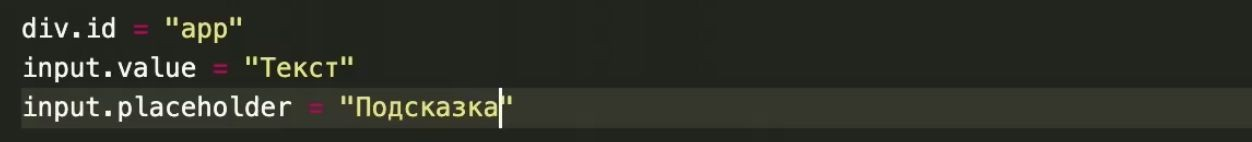 div.id = "app"
input.value = "Текст"
input.placeholder = "Подсказка"